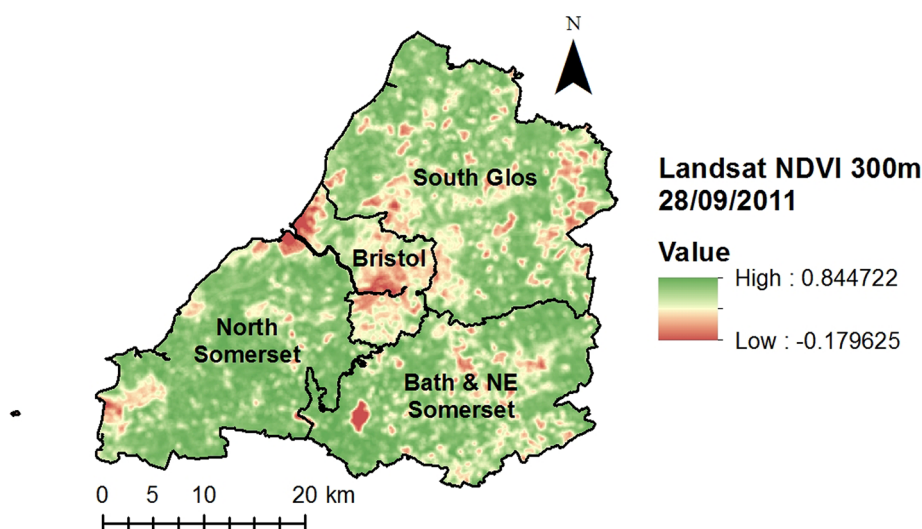 N
South Glos
Bristol
North
Somerset
Bath & NE
Somerset
Landsat NDVI 300m
28/09/2011
Value
High : 0.844722
Low : -0.179625
0 5 10 20 km